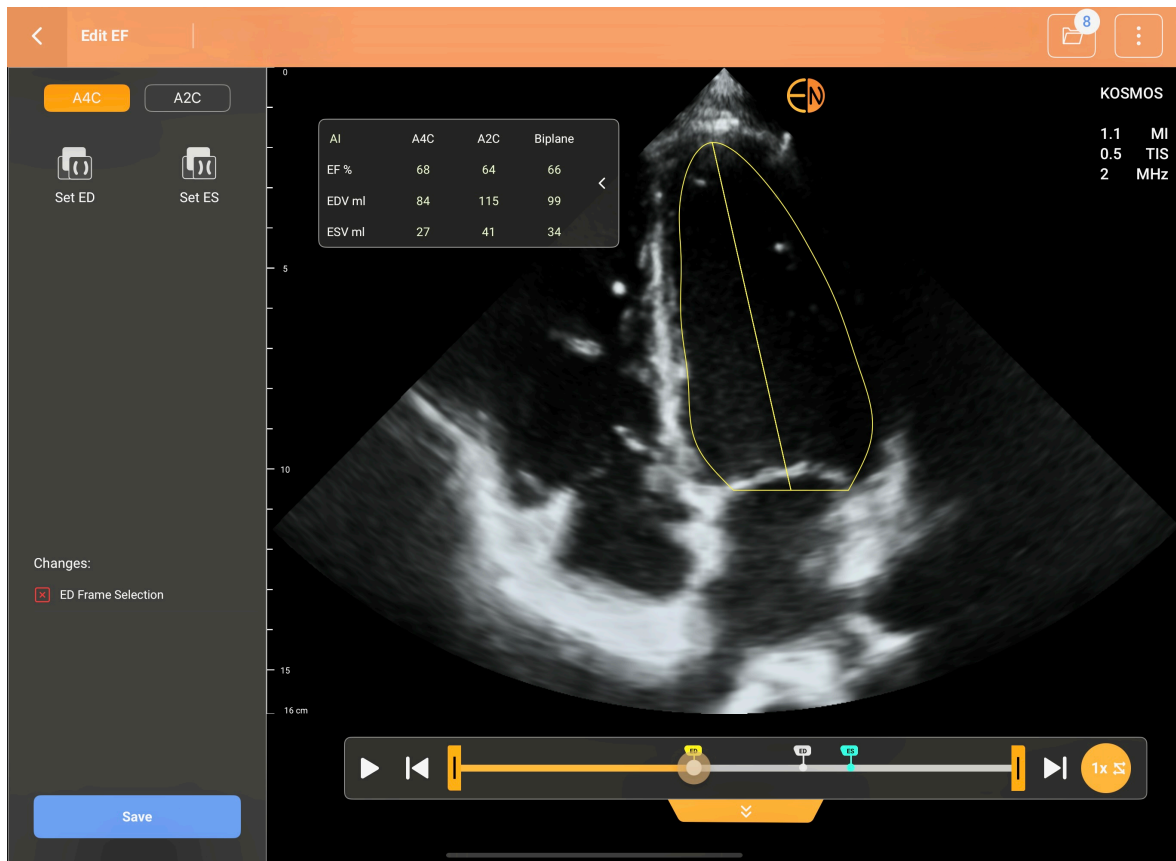 Edit EF
8
A4C
A2C
Set ED
Set ES
Changes:
ED Frame Selection
Save
0
5
10
15
16 cm
AI A4C A2C Biplane
EF % 68 64 66
EDV ml 84 115 99
ESV ml 27 41 34
EN
KOSMOS
1.1 MI
0.5 TIS
2 MHz
ED ED ES
1x